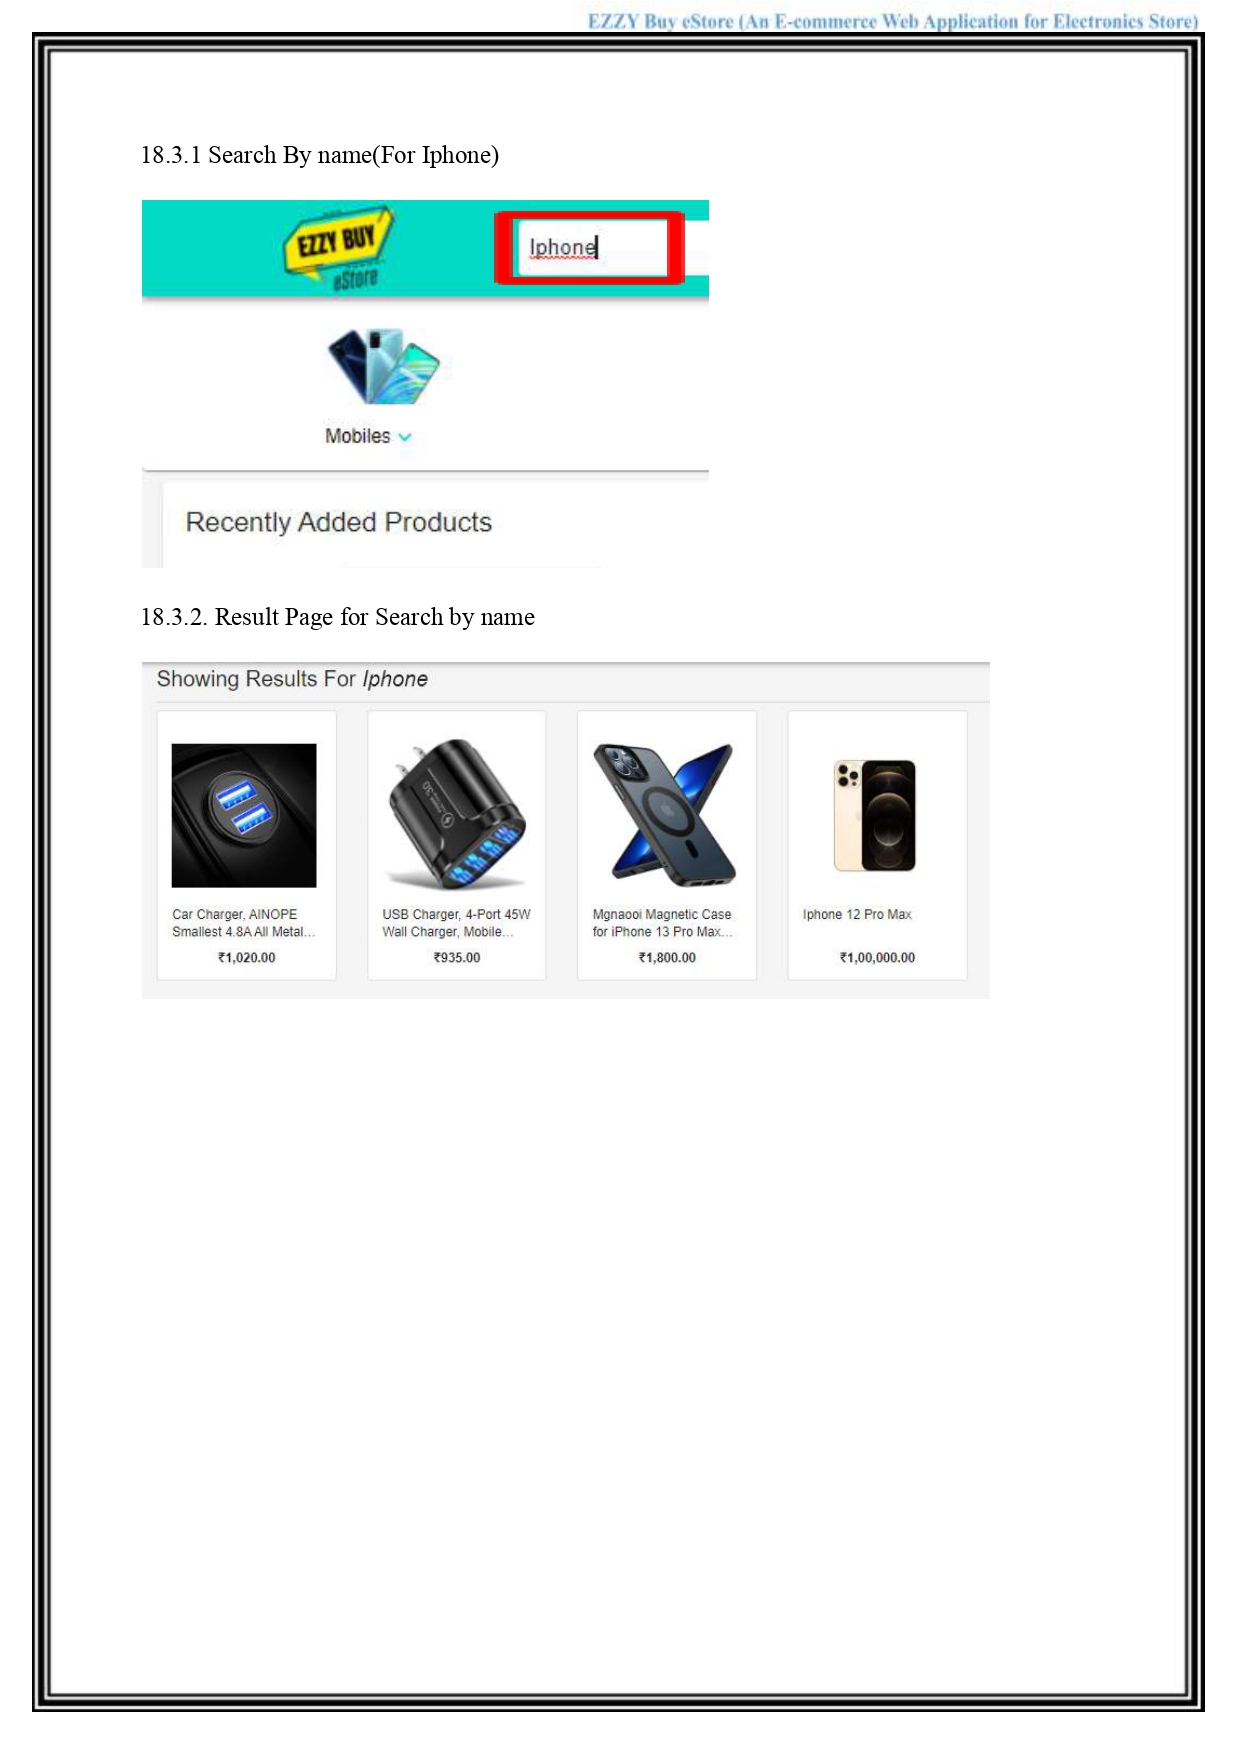 EZZY Buy eStore (An E-commerce Web Application for Electronics Store)
18.3.1 Search By name(For Iphone)
EZZY BUY
eStore
Iphone
Mobiles
Recently Added Products
18.3.2. Result Page for Search by name
Showing Results For Iphone
Car Charger, AINOPE
Smallest 4.8A All Metal...
₹1,020.00
USB Charger, 4-Port 45W
Wall Charger, Mobile...
₹935.00
Mgnaooi Magnetic Case
for iPhone 13 Pro Max...
₹1,800.00
Iphone 12 Pro Max
₹1,00,000.00